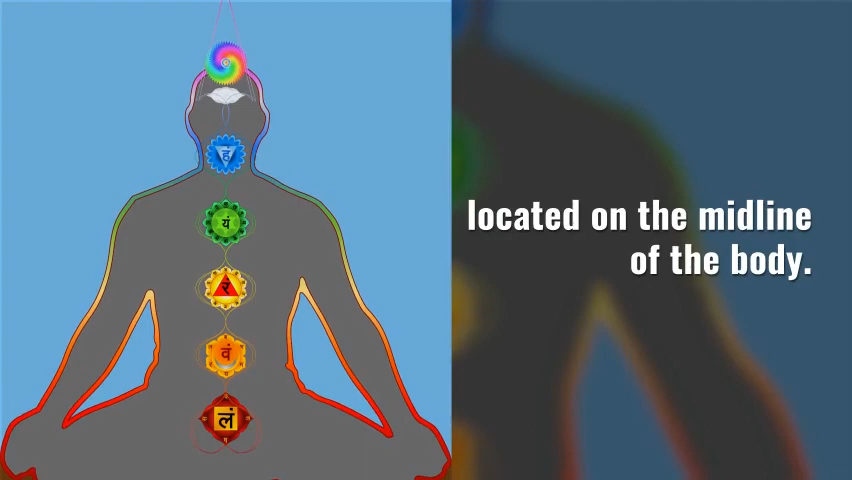 हं
यं
रं
वं
लं
located on the midline
of the body.